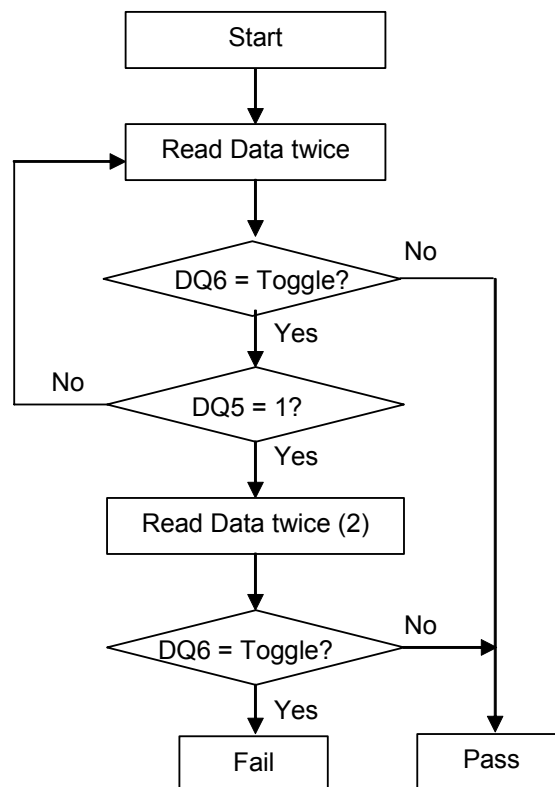 Start
Read Data twice
No
DQ6 = Toggle?
Yes
No
DQ5 = 1?
Yes
Read Data twice (2)
No
DQ6 = Toggle?
Yes
Fail
Pass